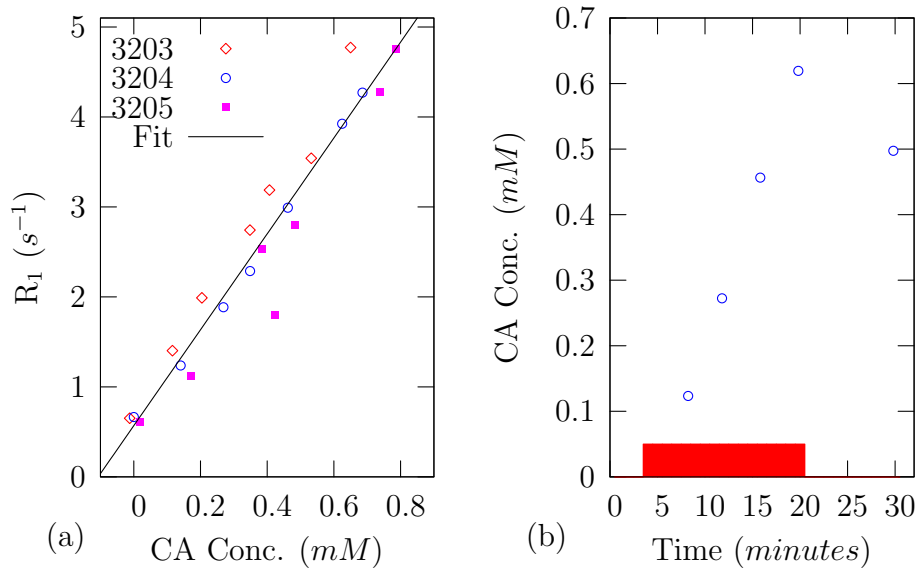 5
4
3
2
1
0
R₁ (s⁻¹)
3203
3204
3205
Fit
0 0.2 0.4 0.6 0.8
CA Conc. (mM)
(a)
0.7
0.6
0.5
0.4
0.3
0.2
0.1
0
CA Conc. (mM)
0 5 10 15 20 25 30
Time (minutes)
(b)